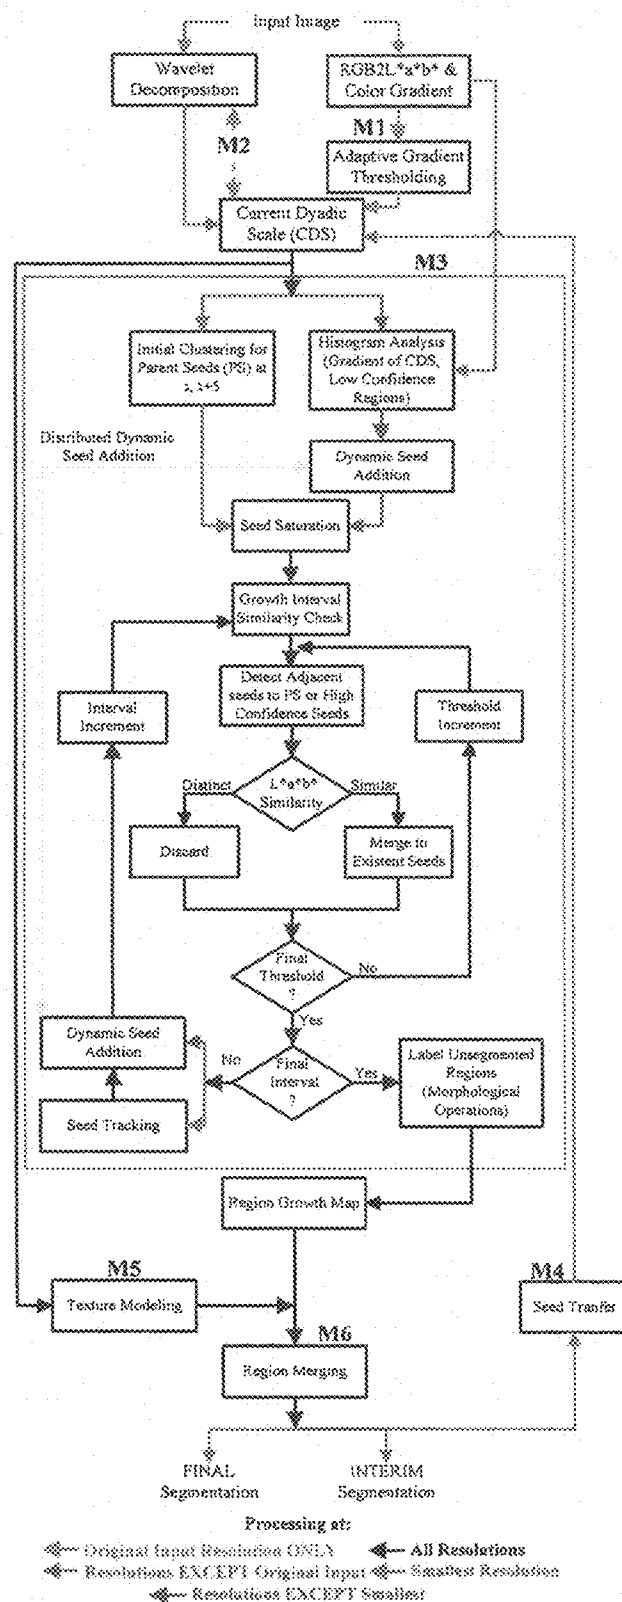 Input Image
Wavelet
Decomposition
RGB2L*a*b* &
Color Gradient
M1
M2
Adaptive Gradient
Thresholding
Current Dyadic
Scale (CDS)
M3
Initial Clustering for
Parent Seeds (PS) at
Histogram Analysis
(Gradient of CDS,
Low Confidence
Regions)
Distributed Dynamic
Seed Addition
Dynamic Seed
Addition
Seed Saturation
Growth Interval
Similarity Check
Detect Adjacent
seeds to PS or High
Confidence Seeds
Interval
Increment
Threshold
Increment
Distinct
L*a*b*
Similarity
Similar
Discard
Merge to
Existent Seeds
Final
Threshold
?
No
Yes
Dynamic Seed
Addition
No
Final
Interval
?
Yes
Label Unsegmented
Regions
(Morphological
Operations)
Seed Tracking
Region Growth Map
M5
M4
Texture Modeling
Seed Tranfer
M6
Region Merging
FINAL
Segmentation
INTERIM
Segmentation
Processing at:
Original Input Resolution ONLY
All Resolutions
Resolutions EXCEPT Original Input
Smallest Resolution
Resolutions EXCEPT Smallest